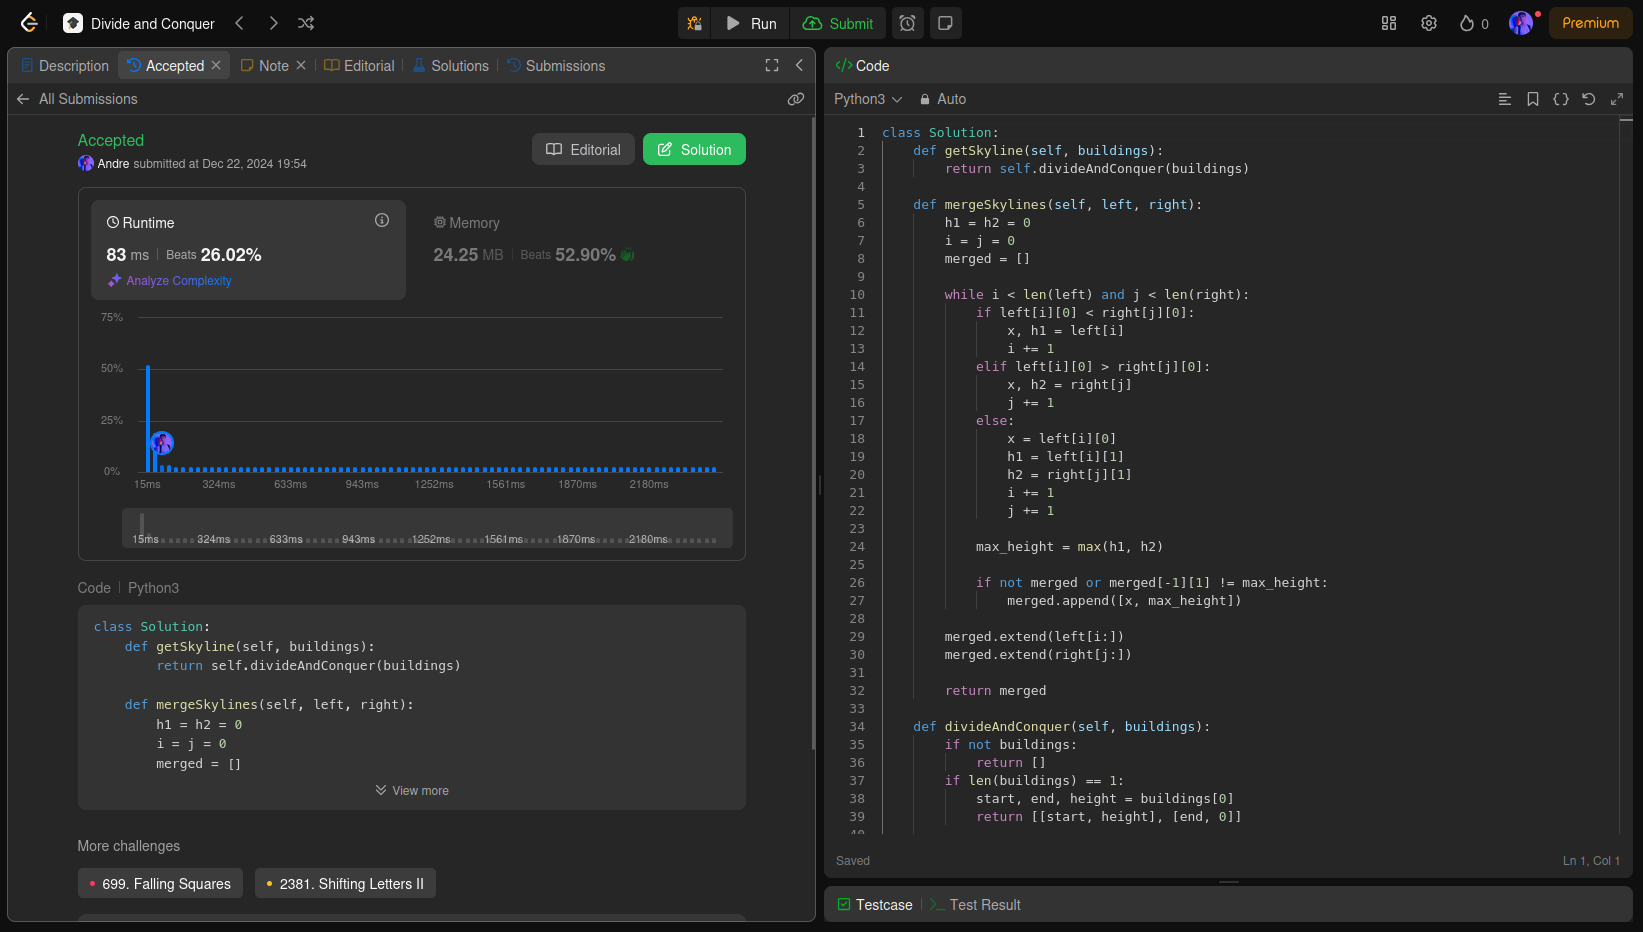 Divide and Conquer
Run
Submit
0
Premium
Description
Accepted
Note
Editorial
Solutions
Submissions
All Submissions
Accepted
Andre submitted at Dec 22, 2024 19:54
Editorial
Solution
Runtime
83 ms
Beats 26.02%
Analyze Complexity
Memory
24.25 MB
Beats 52.90%
75%
50%
25%
0%
15ms 324ms 633ms 943ms 1252ms 1561ms 1870ms 2180ms
15ms 324ms 633ms 943ms 1252ms 1561ms 1870ms 2180ms
Code
Python3
class Solution:
    def getSkyline(self, buildings):
        return self.divideAndConquer(buildings)
    def mergeSkylines(self, left, right):
        h1 = h2 = 0
        i = j = 0
        merged = []
View more
More challenges
699. Falling Squares
2381. Shifting Letters II
</> Code
Python3
Auto
1 class Solution:
2     def getSkyline(self, buildings):
3         return self.divideAndConquer(buildings)
4
5     def mergeSkylines(self, left, right):
6         h1 = h2 = 0
7         i = j = 0
8         merged = []
9
10         while i < len(left) and j < len(right):
11             if left[i][0] < right[j][0]:
12                 x, h1 = left[i]
13                 i += 1
14             elif left[i][0] > right[j][0]:
15                 x, h2 = right[j]
16                 j += 1
17             else:
18                 x = left[i][0]
19                 h1 = left[i][1]
20                 h2 = right[j][1]
21                 i += 1
22                 j += 1
23
24             max_height = max(h1, h2)
25
26             if not merged or merged[-1][1] != max_height:
27                 merged.append([x, max_height])
28
29         merged.extend(left[i:])
30         merged.extend(right[j:])
31
32         return merged
33
34     def divideAndConquer(self, buildings):
35         if not buildings:
36             return []
37         if len(buildings) == 1:
38             start, end, height = buildings[0]
39             return [[start, height], [end, 0]]
40
Saved
Ln 1, Col 1
Testcase
Test Result